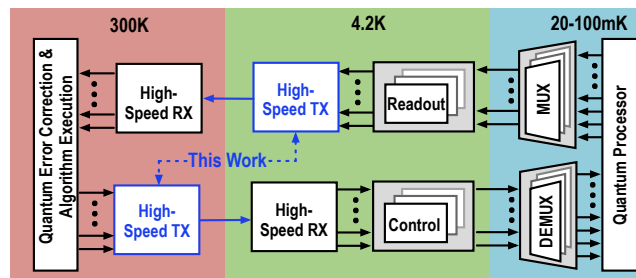 300K
4.2K
20-100mK
Quantum Error Correction &
Algorithm Execution
High-
Speed RX
High-
Speed TX
Readout
MUX
Quantum Processor
This Work
High-
Speed TX
High-
Speed RX
Control
DEMUX